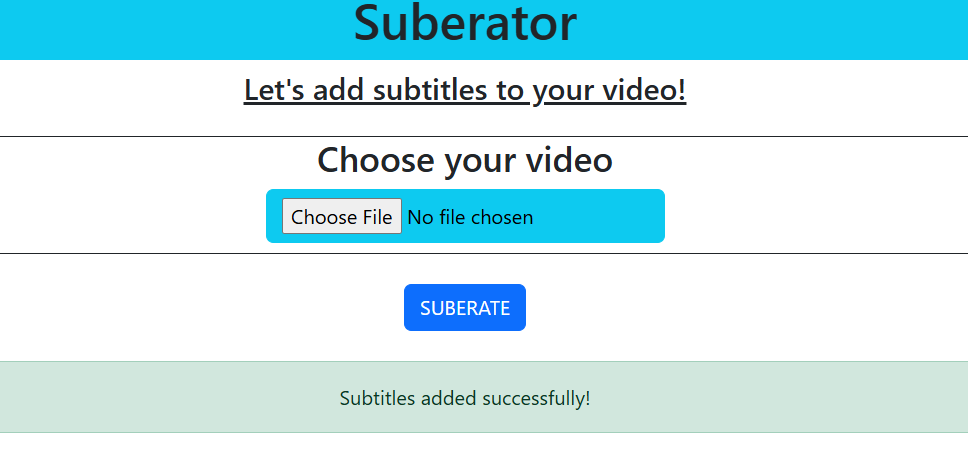 Suberator
Let's add subtitles to your video!
Choose your video
Choose File No file chosen
SUBERATE
Subtitles added successfully!